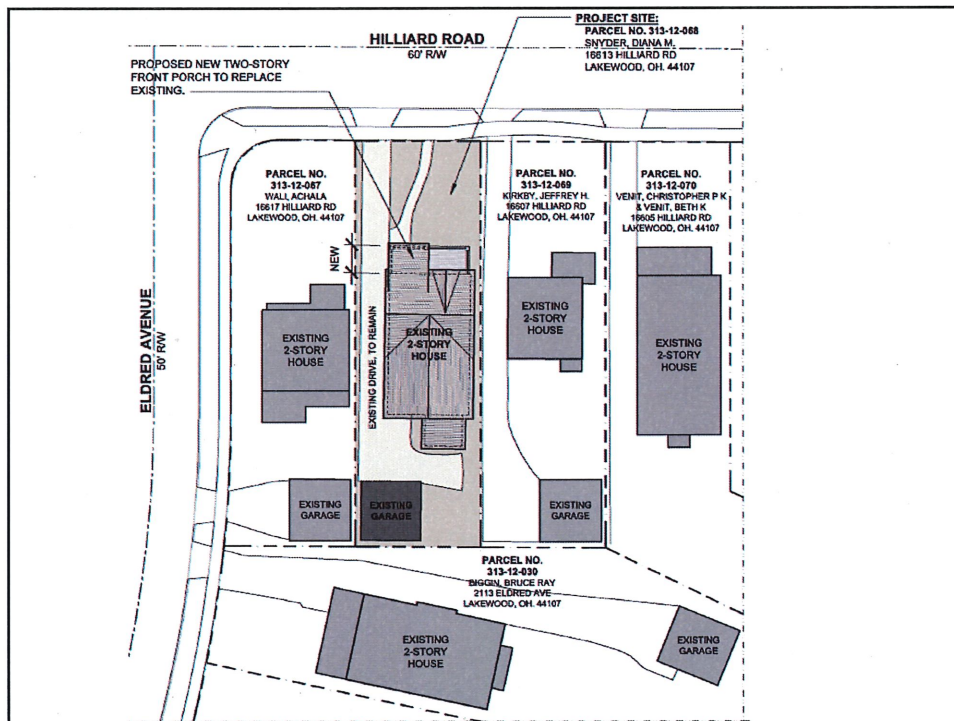 HILLIARD ROAD
60' R/W
PROJECT SITE:
PARCEL NO. 313-12-068
SNYDER, DIANA M.
16613 HILLIARD RD
LAKEWOOD, OH. 44107
PROPOSED NEW TWO-STORY
FRONT PORCH TO REPLACE
EXISTING.
PARCEL NO.
313-12-067
WALI, ACHALA
16617 HILLIARD RD
LAKEWOOD, OH. 44107
PARCEL NO.
313-12-069
KIRKBY, JEFFREY H.
16607 HILLIARD RD
LAKEWOOD, OH. 44107
PARCEL NO.
313-12-070
VENIT, CHRISTOPHER P K
& VENIT, BETH K
16605 HILLIARD RD
LAKEWOOD, OH. 44107
NEW
ELDRED AVENUE
50' R/W
EXISTING
2-STORY
HOUSE
EXISTING DRIVE, TO REMAIN
EXISTING
2-STORY
HOUSE
EXISTING
2-STORY
HOUSE
EXISTING
2-STORY
HOUSE
EXISTING
GARAGE
EXISTING
GARAGE
EXISTING
GARAGE
PARCEL NO.
313-12-030
BIGGIN, BRUCE RAY
2113 ELDRED AVE
LAKEWOOD, OH. 44107
EXISTING
2-STORY
HOUSE
EXISTING
GARAGE